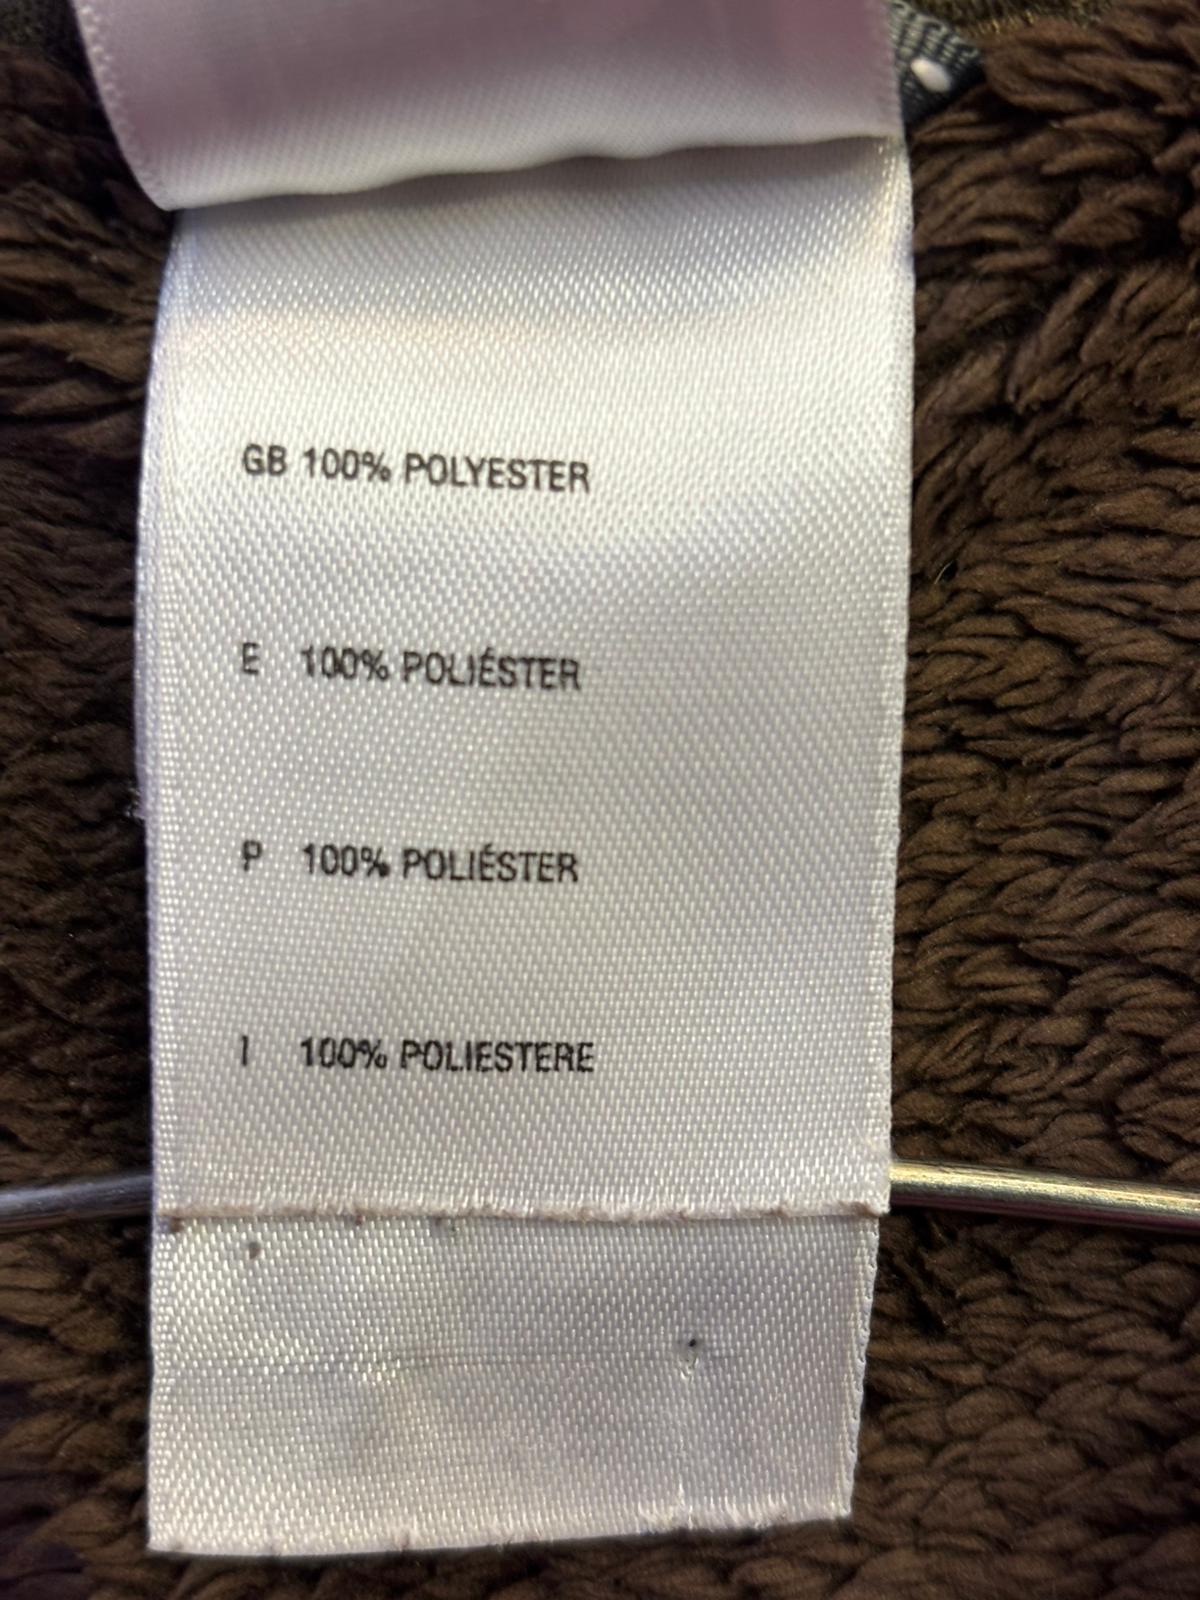 GB 100% POLYESTER
E 100% POLIÉSTER
P 100% POLIÉSTER
I 100% POLIESTERE